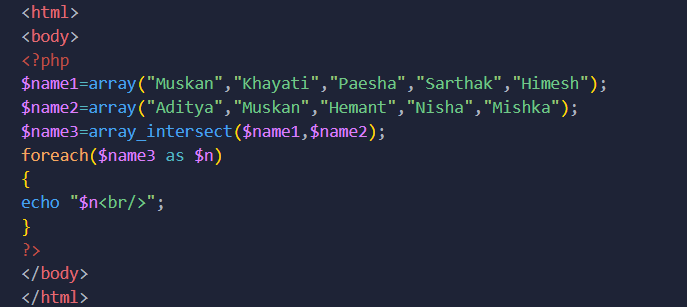 <html>
<body>
<?php
$name1=array("Muskan","Khayati","Paesha","Sarthak","Himesh");
$name2=array("Aditya","Muskan","Hemant","Nisha","Mishka");
$name3=array_intersect($name1,$name2);
foreach($name3 as $n)
{
echo "$n<br/>";
}
?>
</body>
</html>